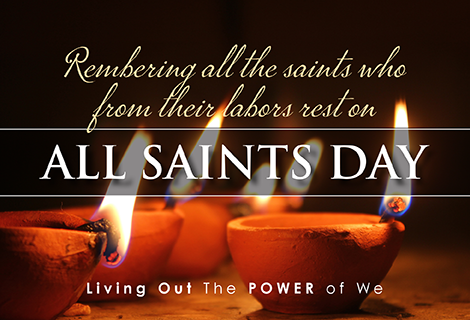 Rembering all the saints who
from their labors rest on
ALL SAINTS DAY
Living Out The POWER of We